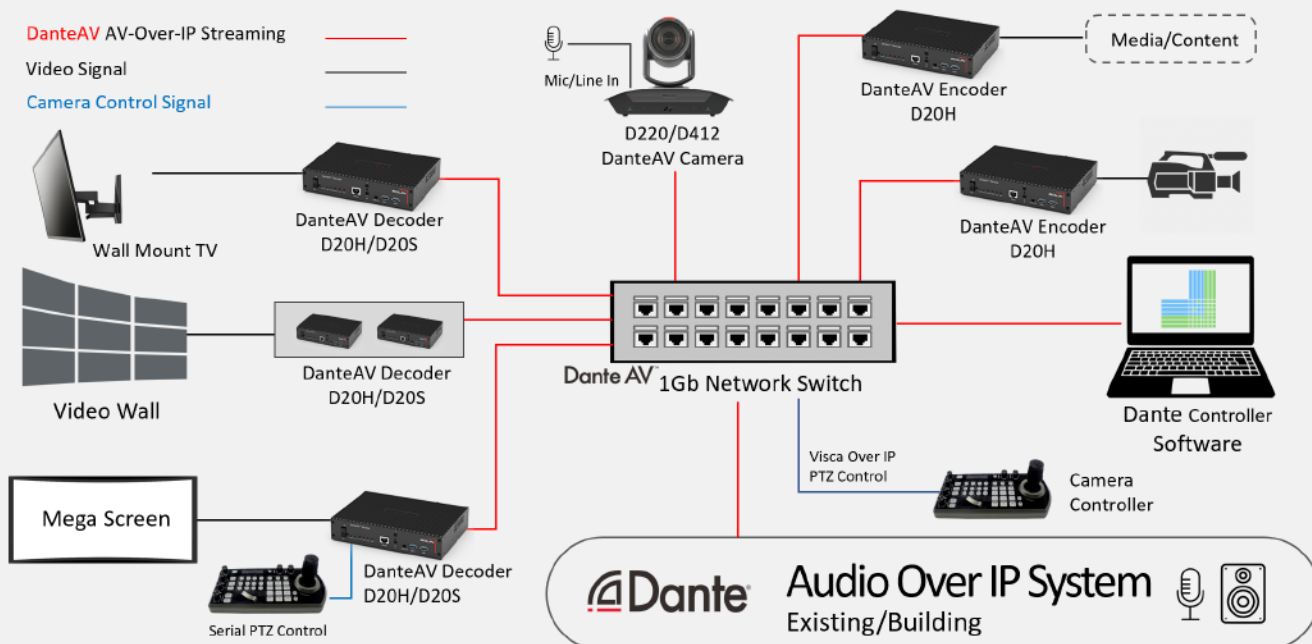 DanteAV AV-Over-IP Streaming
Video Signal
Camera Control Signal
Mic/Line In
D220/D412
DanteAV Camera
DanteAV Encoder
D20H
Media/Content
DanteAV Encoder
D20H
Wall Mount TV
DanteAV Decoder
D20H/D20S
Video Wall
DanteAV Decoder
D20H/D20S
Dante AV™
1Gb Network Switch
Dante Controller
Software
Visca Over IP
PTZ Control
Camera
Controller
Mega Screen
DanteAV Decoder
D20H/D20S
Serial PTZ Control
Dante
Audio Over IP System
Existing/Building